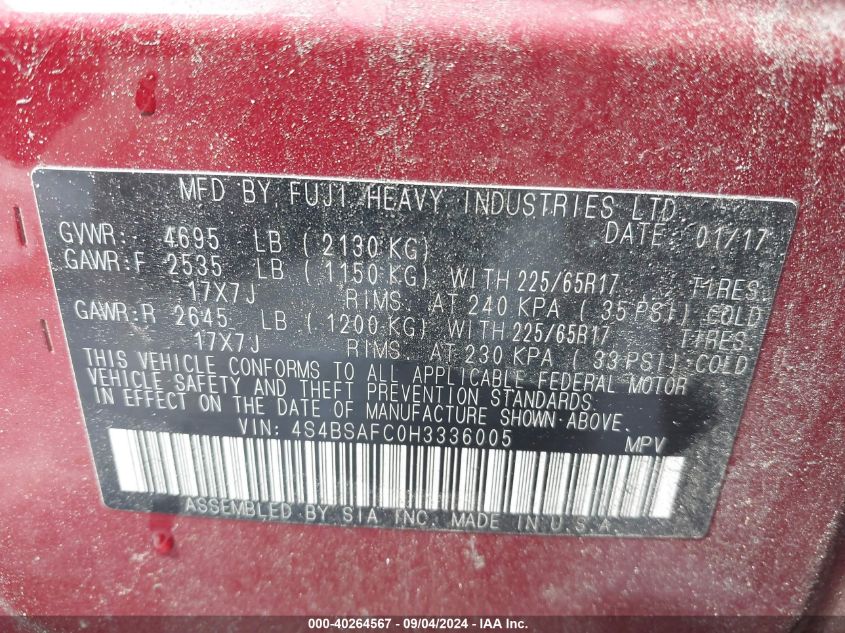 MFD BY FUJI HEAVY INDUSTRIES LTD.
DATE: 01/17
GVWR: 4695 LB (2130 KG)
GAWR:F 2535 LB (1150 KG) WITH 225/65R17 TIRES
17X7J RIMS. AT 240 KPA ( 35 PSI) COLD
GAWR:R 2645 LB (1200 KG) WITH 225/65R17 TIRES
17X7J RIMS. AT 230 KPA ( 33 PSI) COLD
THIS VEHICLE CONFORMS TO ALL APPLICABLE FEDERAL MOTOR
VEHICLE SAFETY AND THEFT PREVENTION STANDARDS
IN EFFECT ON THE DATE OF MANUFACTURE SHOWN ABOVE.
VIN: 4S4BSAFC0H3336005 MPV
ASSEMBLED BY SIA INC. MADE IN U.S.A.
000-40264567 - 09/04/2024 - IAA Inc.